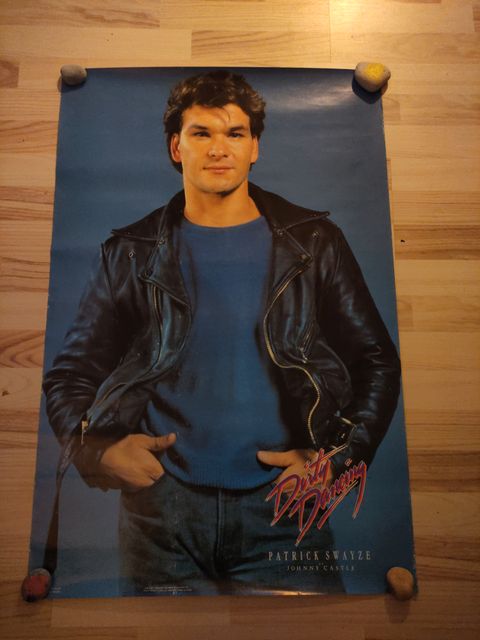 Dirty
Dancing
PATRICK SWAYZE
JOHNNY CASTLE